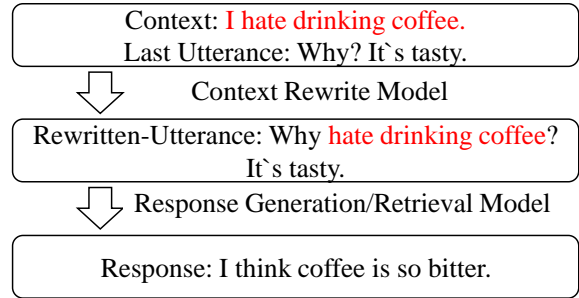 Context: I hate drinking coffee.
Last Utterance: Why? It`s tasty.
Context Rewrite Model
Rewritten-Utterance: Why hate drinking coffee?
It`s tasty.
Response Generation/Retrieval Model
Response: I think coffee is so bitter.